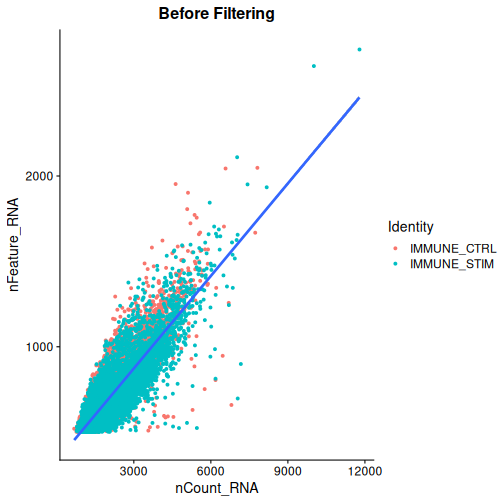 Before Filtering
nFeature_RNA
2000
1000
3000
6000
9000
12000
nCount_RNA
Identity
IMMUNE_CTRL
IMMUNE_STIM